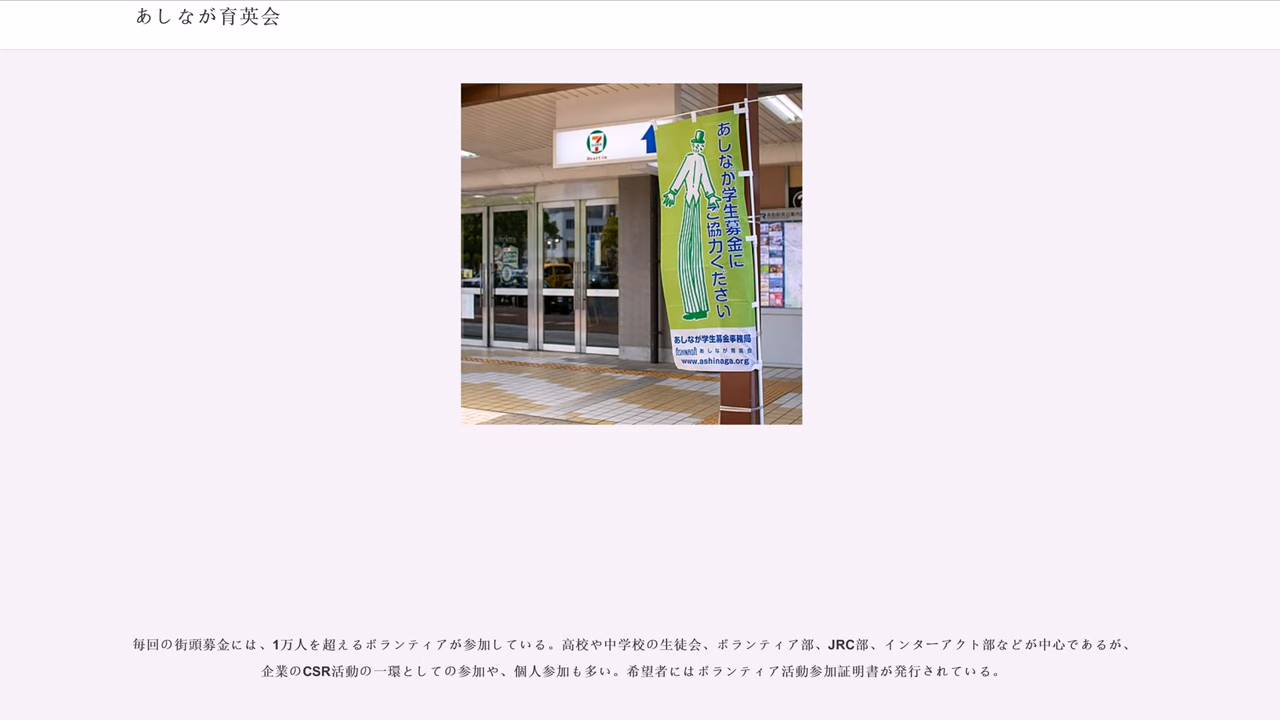 あしなが育英会
7
ELEVEN
Heart in
あしなが学生募金に
ご協力ください
あしなが学生募金事務局
あしなが育英会
www.ashinaga.org
毎回の街頭募金には、1万人を超えるボランティアが参加している。高校や中学校の生徒会、ボランティア部、JRC部、インターアクト部などが中心であるが、
企業のCSR活動の一環としての参加や、個人参加も多い。希望者にはボランティア活動参加証明書が発行されている。